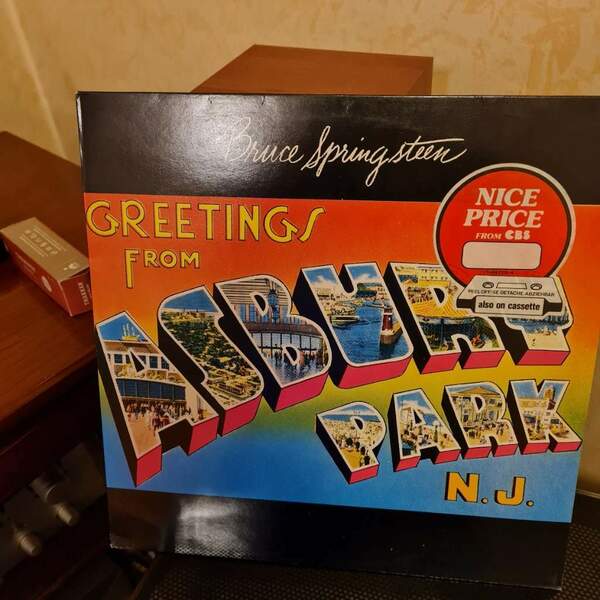 Bruce Springsteen
GREETINGS
FROM
ASBURY
PARK
N.J.
NICE
PRICE
FROM CBS
also on cassette